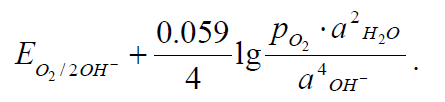 E_{O_2/2OH^-} + \frac{0.059}{4} lg \frac{p_{O_2} \cdot a^2_{H_2O}}{a^4_{OH^-}}.